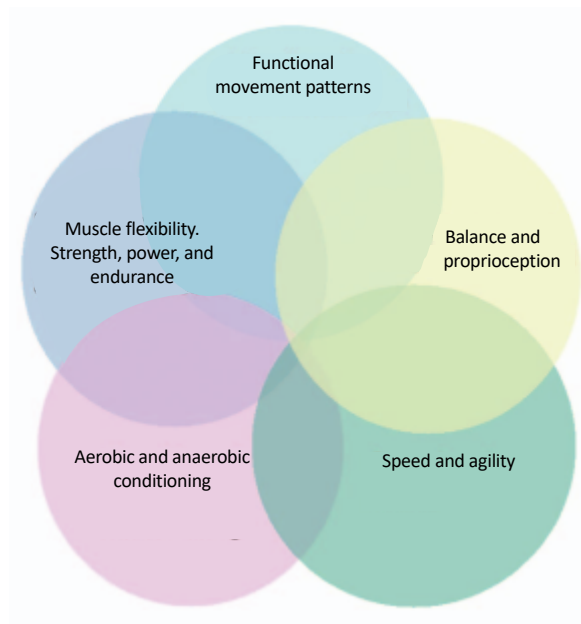 Functional
movement patterns
Muscle flexibility.
Strength, power, and
endurance
Balance and
proprioception
Aerobic and anaerobic
conditioning
Speed and agility